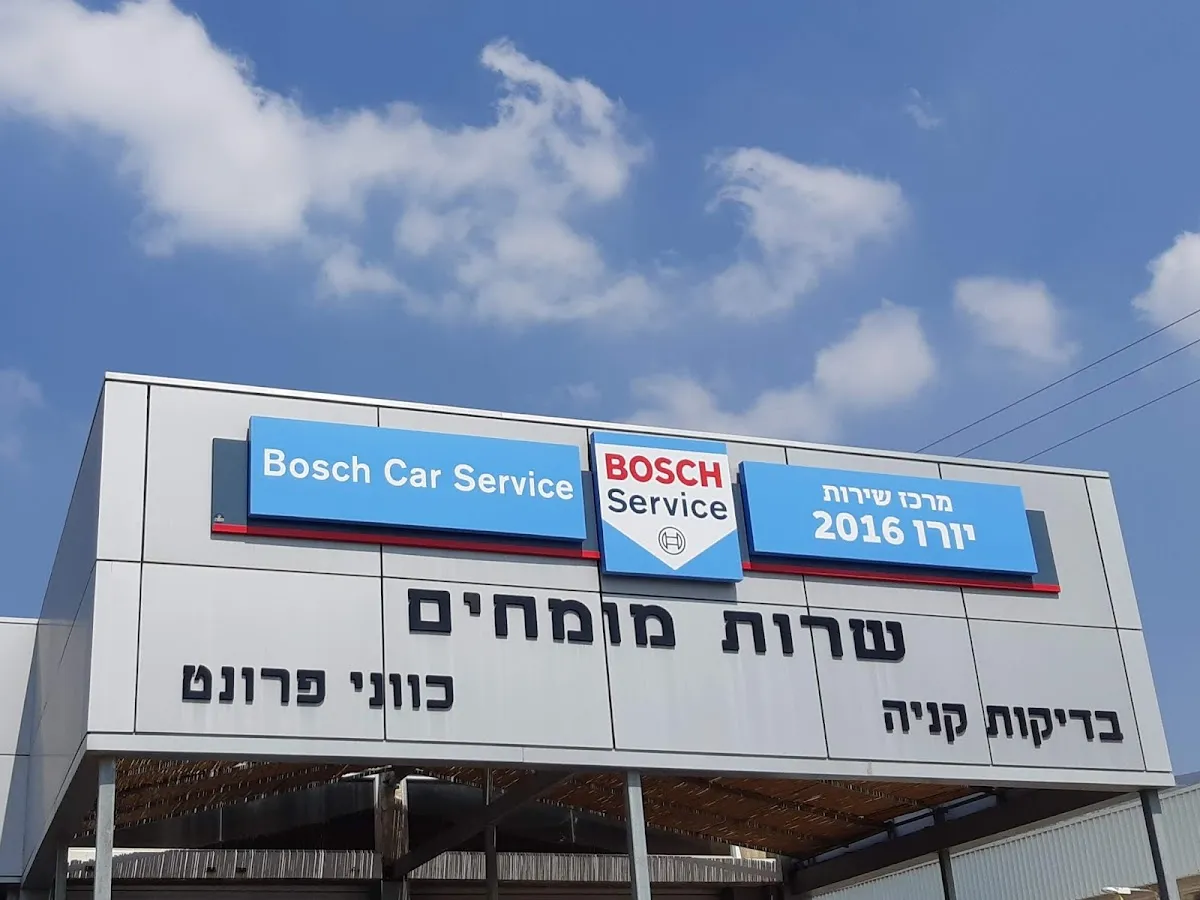 Bosch Car Service
BOSCH
Service
מרכז שירות
יורו 2016
שרות מומחים
בדיקות קניה
כווני פרונט